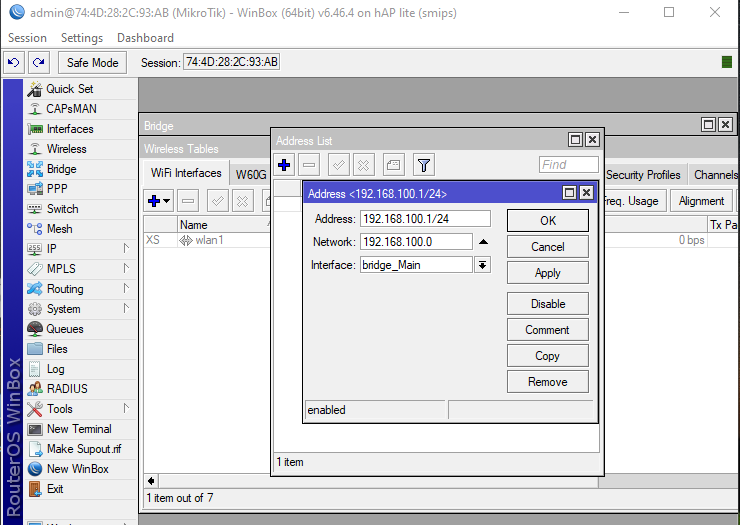 admin@74:4D:28:2C:93:AB (MikroTik) - WinBox (64bit) v6.46.4 on hAP lite (smips)
Session Settings Dashboard
Safe Mode Session: 74:4D:28:2C:93:AB
Quick Set
CAPsMAN
Interfaces
Wireless
Bridge
PPP
Switch
Mesh
IP
MPLS
Routing
System
Queues
Files
Log
RADIUS
Tools
New Terminal
Make Supout.rif
New WinBox
Exit
RouterOS WinBox
Bridge
Wireless Tables
WiFi Interfaces W60G Security Profiles Channels
Freq. Usage Alignment
Name Tx Pa
XS wlan1 0 bps
1 item out of 7
Address List
Find
Address <192.168.100.1/24>
Address: 192.168.100.1/24
Network: 192.168.100.0
Interface: bridge_Main
OK
Cancel
Apply
Disable
Comment
Copy
Remove
enabled
1 item